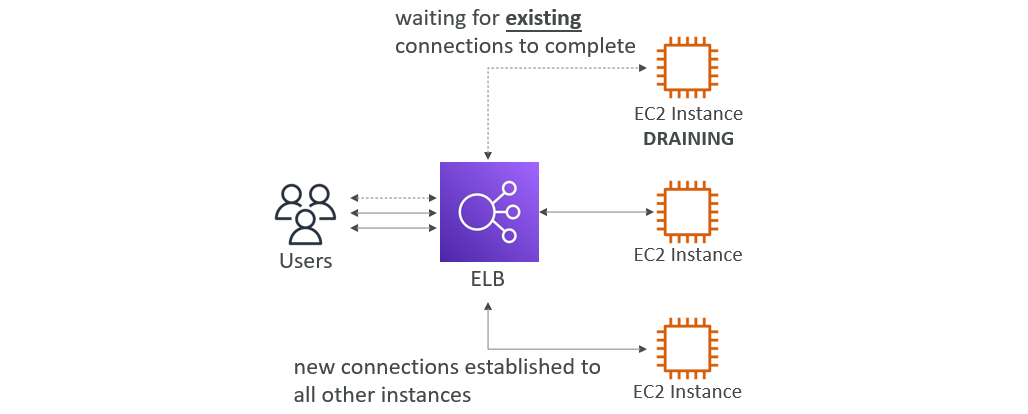 waiting for existing
connections to complete
EC2 Instance
DRAINING
Users
ELB
EC2 Instance
new connections established to
all other instances
EC2 Instance